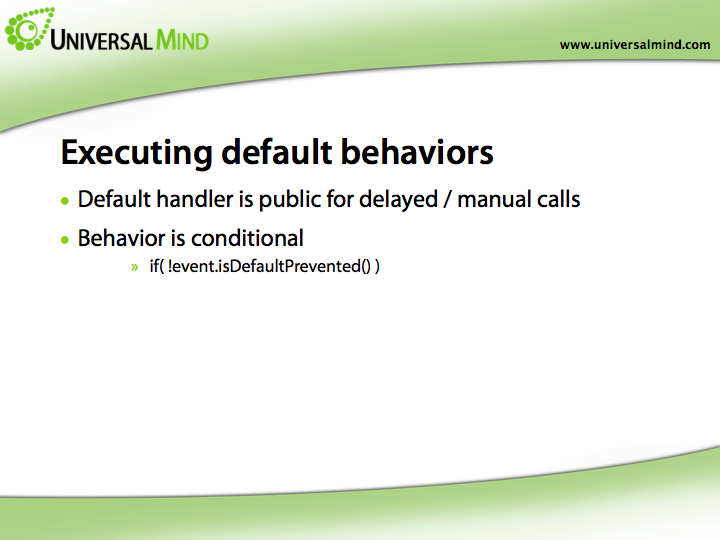 UNIVERSAL MIND
www.universalmind.com
Executing default behaviors
• Default handler is public for delayed / manual calls
• Behavior is conditional
» if( !event.isDefaultPrevented() )